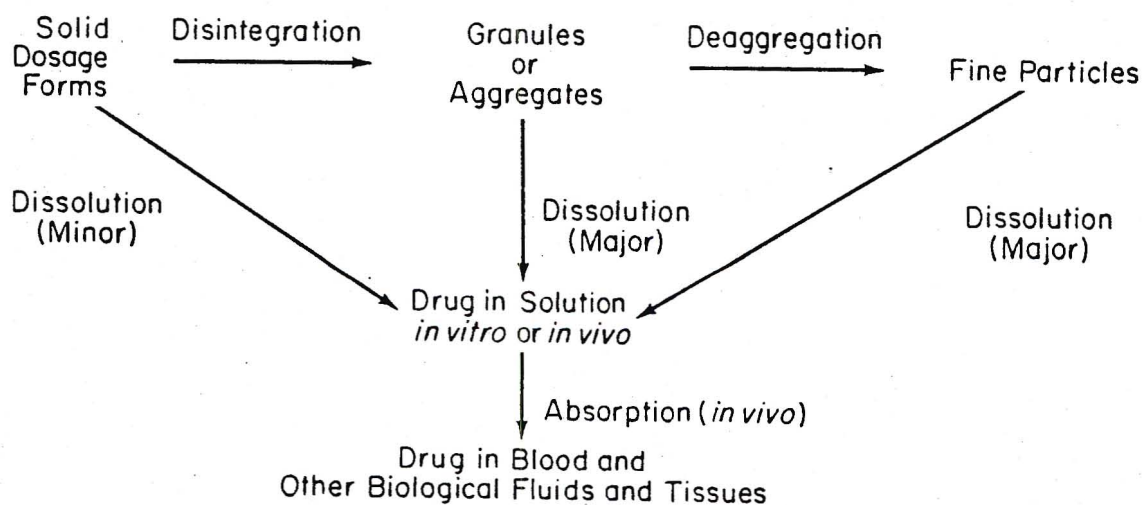 Solid
Dosage
Forms
Disintegration
Granules
or
Aggregates
Deaggregation
Fine Particles
Dissolution
(Minor)
Dissolution
(Major)
Dissolution
(Major)
Drug in Solution
in vitro or in vivo
Absorption (in vivo)
Drug in Blood and
Other Biological Fluids and Tissues